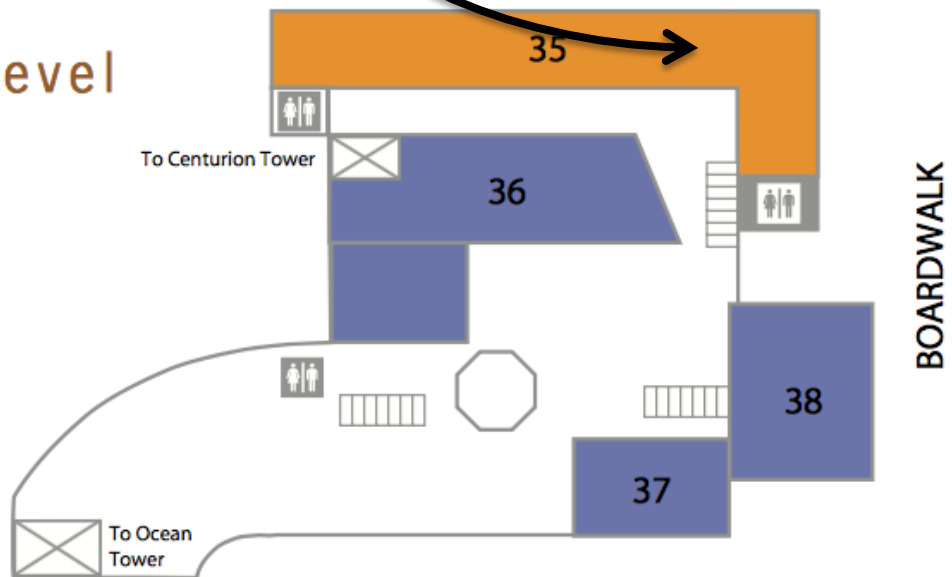 evel
35
To Centurion Tower
36
BOARDWALK
38
37
To Ocean
Tower